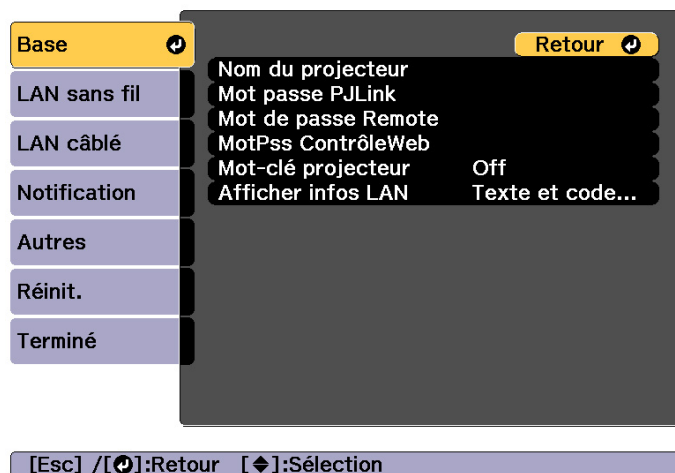 Base
Retour
Nom du projecteur
LAN sans fil
Mot passe PJLink
Mot de passe Remote
LAN câblé
MotPss ContrôleWeb
Mot-clé projecteur Off
Notification
Afficher infos LAN Texte et code...
Autres
Réinit.
Terminé
[Esc] /[ ]:Retour [ ]:Sélection